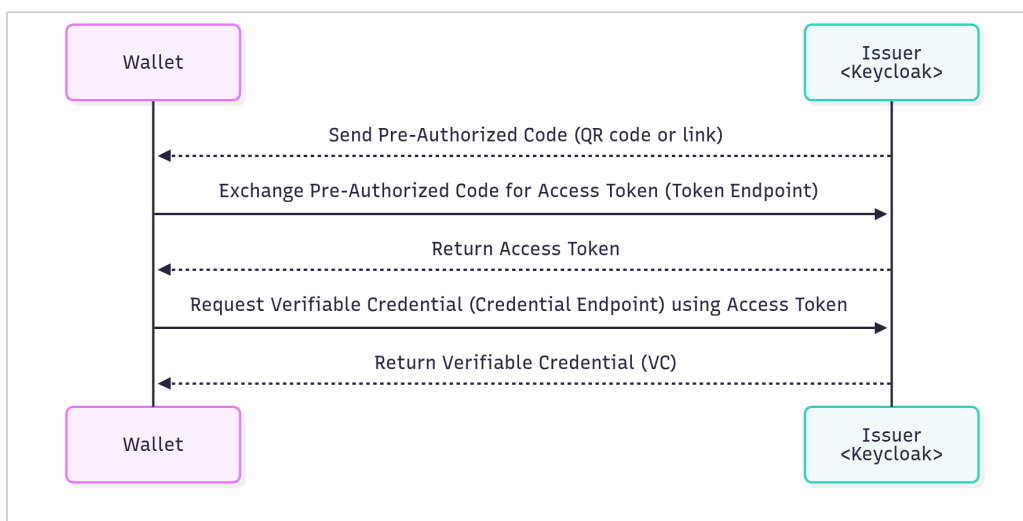 Wallet
Issuer
<Keycloak>
Send Pre-Authorized Code (QR code or link)
Exchange Pre-Authorized Code for Access Token (Token Endpoint)
Return Access Token
Request Verifiable Credential (Credential Endpoint) using Access Token
Return Verifiable Credential (VC)
Wallet
Issuer
<Keycloak>